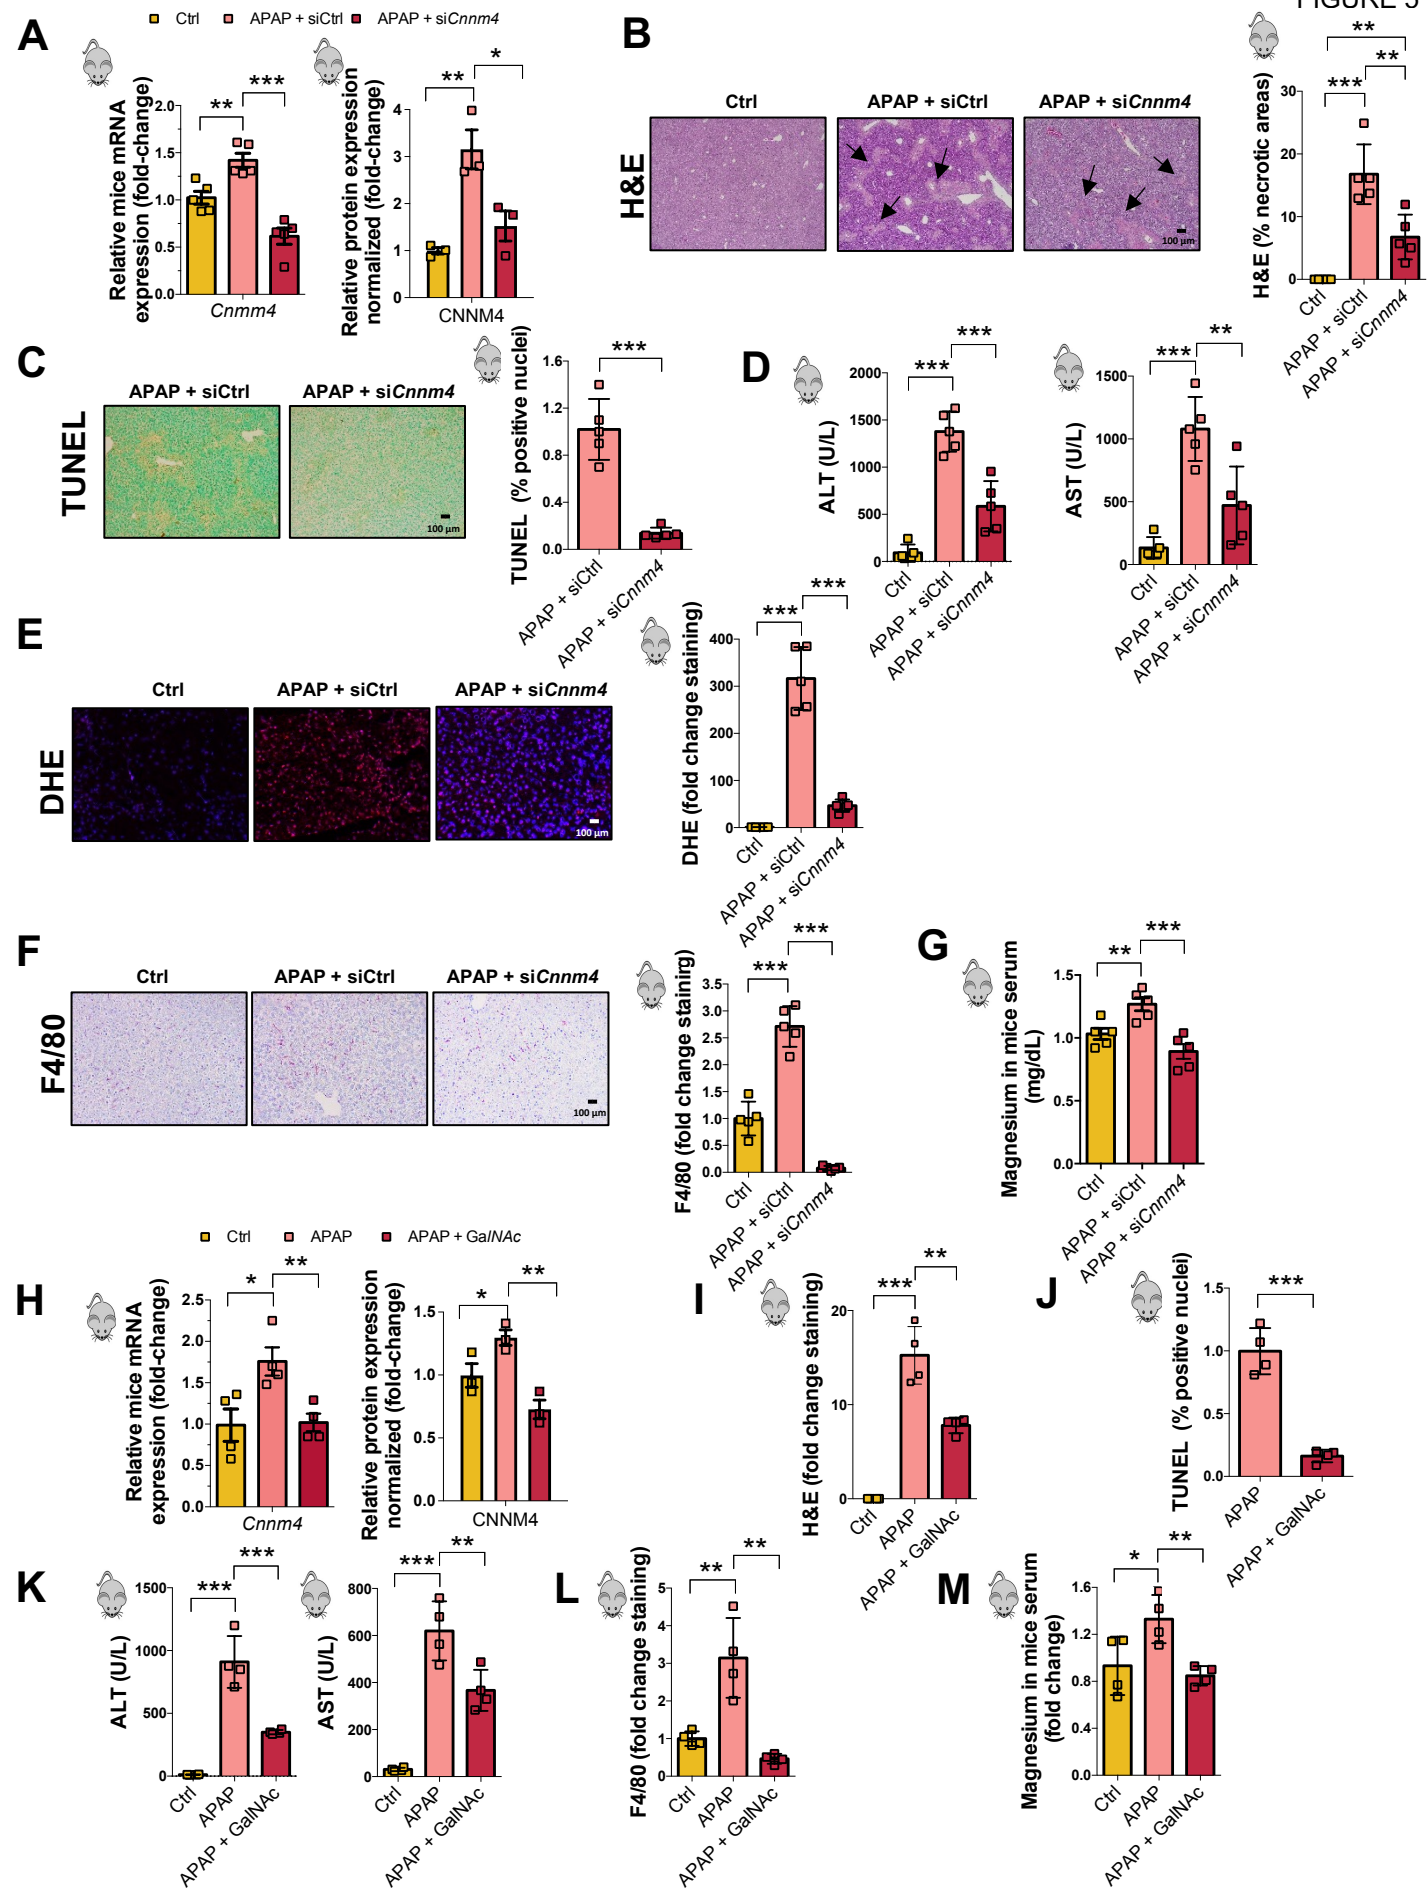 FIGURE 5
Ctrl
APAP + siCtrl
APAP + siCnnm4
A
Relative mice mRNA
expression (fold-change)
2.0
1.5
1.0
0.5
0.0
**
***
Cnmm4
Relative protein expression
normalized (fold-change)
4
3
2
1
0
**
*
CNNM4
B
H&E
Ctrl
APAP + siCtrl
APAP + siCnnm4
100 µm
H&E (% necrotic areas)
30
20
10
0
***
**
**
Ctrl
APAP + siCtrl
APAP + siCnnm4
C
TUNEL
APAP + siCtrl
APAP + siCnnm4
100 µm
TUNEL (% positive nuclei)
1.6
1.2
0.8
0.4
0.0
***
APAP + siCtrl
APAP + siCnnm4
D
ALT (U/L)
2000
1500
1000
500
0
***
***
Ctrl
APAP + siCtrl
APAP + siCnnm4
AST (U/L)
1500
1000
500
0
***
**
Ctrl
APAP + siCtrl
APAP + siCnnm4
E
DHE
Ctrl
APAP + siCtrl
APAP + siCnnm4
100 µm
DHE (fold change staining)
400
300
200
100
0
***
***
Ctrl
APAP + siCtrl
APAP + siCnnm4
F
F4/80
Ctrl
APAP + siCtrl
APAP + siCnnm4
100 µm
F4/80 (fold change staining)
3.5
3.0
2.5
2.0
1.5
1.0
0.5
0.0
***
***
Ctrl
APAP + siCtrl
APAP + siCnnm4
G
Magnesium in mice serum
(mg/dL)
1.5
1.0
0.5
0.0
**
***
Ctrl
APAP + siCtrl
APAP + siCnnm4
Ctrl
APAP
APAP + GalNAc
H
Relative mice mRNA
expression (fold-change)
2.5
2.0
1.5
1.0
0.5
0.0
*
**
Cnnm4
Relative protein expression
normalized (fold-change)
1.5
1.0
0.5
0.0
*
**
CNNM4
I
H&E (fold change staining)
20
10
0
***
**
Ctrl
APAP
APAP + GalNAc
J
TUNEL (% positive nuclei)
1.5
1.0
0.5
0.0
***
APAP
APAP + GalNAc
K
ALT (U/L)
1500
1000
500
0
***
***
Ctrl
APAP
APAP + GalNAc
AST (U/L)
800
600
400
200
0
***
**
Ctrl
APAP
APAP + GalNAc
L
F4/80 (fold change staining)
5
4
3
2
1
0
**
**
Ctrl
APAP
APAP + GalNAc
M
Magnesium in mice serum
(fold change)
1.6
1.2
0.8
0.4
0.0
*
**
Ctrl
APAP
APAP + GalNAc